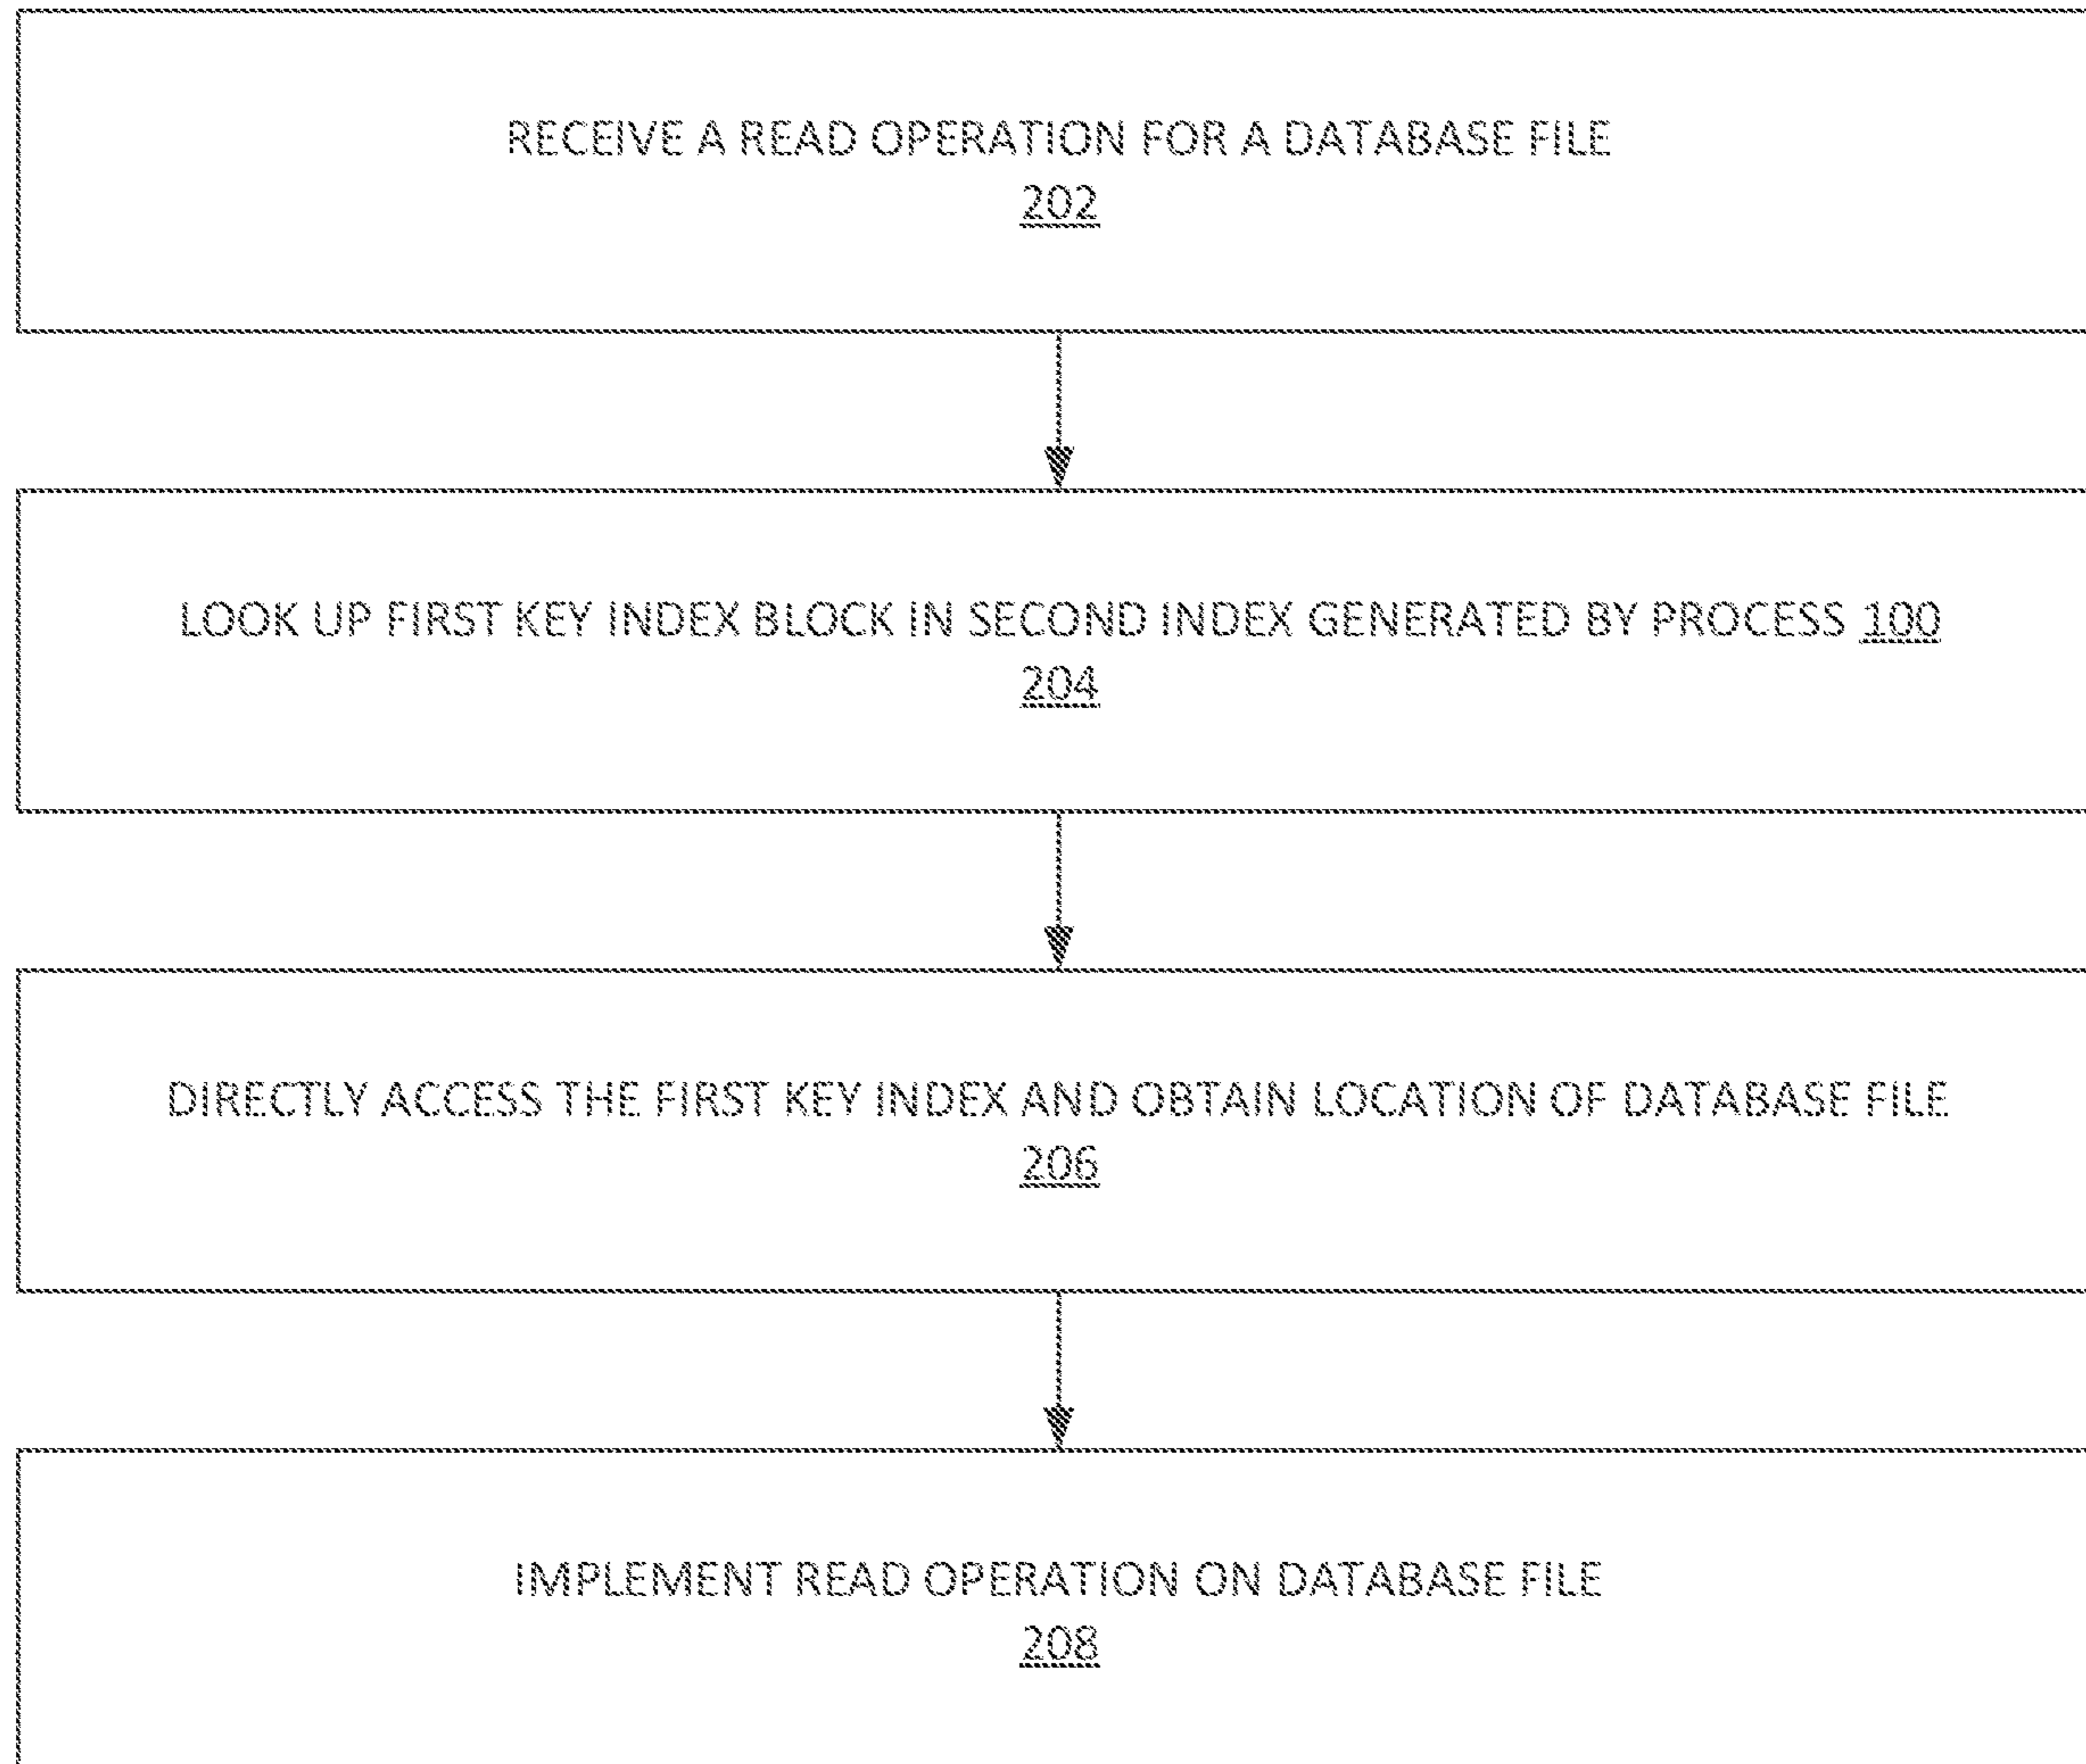 RECEIVE A READ OPERATION FOR A DATABASE FILE
202
LOOK UP FIRST KEY INDEX BLOCK IN SECOND INDEX GENERATED BY PROCESS 100
204
DIRECTLY ACCESS THE FIRST KEY INDEX AND OBTAIN LOCATION OF DATABASE FILE
206
IMPLEMENT READ OPERATION ON DATABASE FILE
208